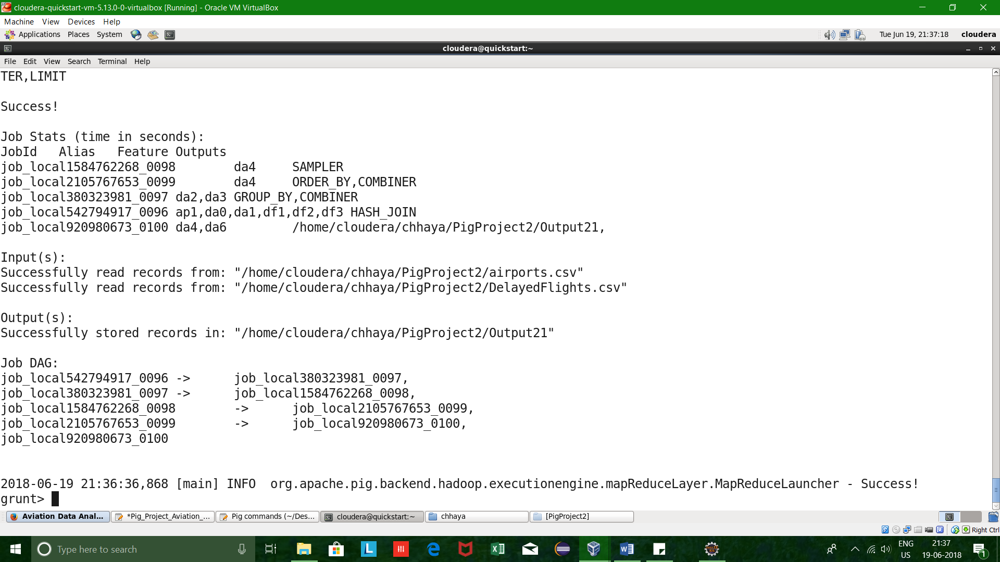 cloudera-quickstart-vm-5.13.0-0-virtualbox [Running] - Oracle VM VirtualBox
Machine View Devices Help
Applications Places System Tue Jun 19, 21:37:18 cloudera
cloudera@quickstart:~
File Edit View Search Terminal Help
TER,LIMIT
Success!
Job Stats (time in seconds):
JobId Alias Feature Outputs
job_local1584762268_0098 da4 SAMPLER
job_local2105767653_0099 da4 ORDER_BY,COMBINER
job_local380323981_0097 da2,da3 GROUP_BY,COMBINER
job_local542794917_0096 ap1,da0,da1,df1,df2,df3 HASH_JOIN
job_local920980673_0100 da4,da6 /home/cloudera/chhaya/PigProject2/Output21,
Input(s):
Successfully read records from: "/home/cloudera/chhaya/PigProject2/airports.csv"
Successfully read records from: "/home/cloudera/chhaya/PigProject2/DelayedFlights.csv"
Output(s):
Successfully stored records in: "/home/cloudera/chhaya/PigProject2/Output21"
Job DAG:
job_local542794917_0096 -> job_local380323981_0097,
job_local380323981_0097 -> job_local1584762268_0098,
job_local1584762268_0098 -> job_local2105767653_0099,
job_local2105767653_0099 -> job_local920980673_0100,
job_local920980673_0100
2018-06-19 21:36:36,868 [main] INFO org.apache.pig.backend.hadoop.executionengine.mapReduceLayer.MapReduceLauncher - Success!
grunt>
Aviation Data Anal... *Pig_Project_Aviation_... Pig commands (~/Des... cloudera@quickstart:~ chhaya [PigProject2]
Right Ctrl
Type here to search ENG 21:37
US 19-06-2018 1